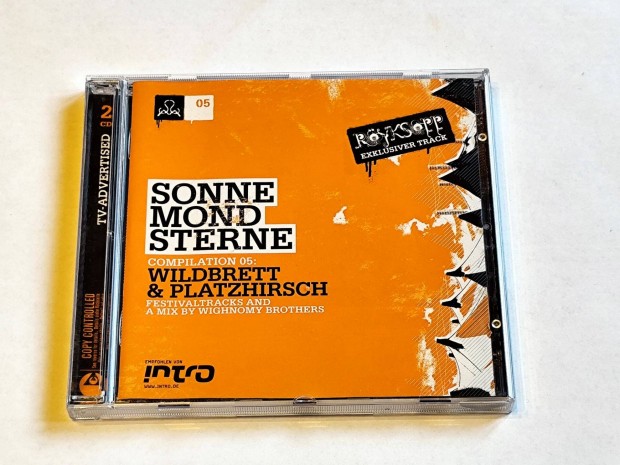 2
CD
TV-ADVERTISED
COPY CONTROLLED
05
RÖYKSOPP
EXKLUSIVER TRACK
SONNE
MOND
STERNE
COMPILATION 05:
WILDBRETT
& PLATZHIRSCH
FESTIVALTRACKS AND
A MIX BY WIGHNOMY BROTHERS
EMPFOHLEN VON
intro
WWW.INTRO.DE